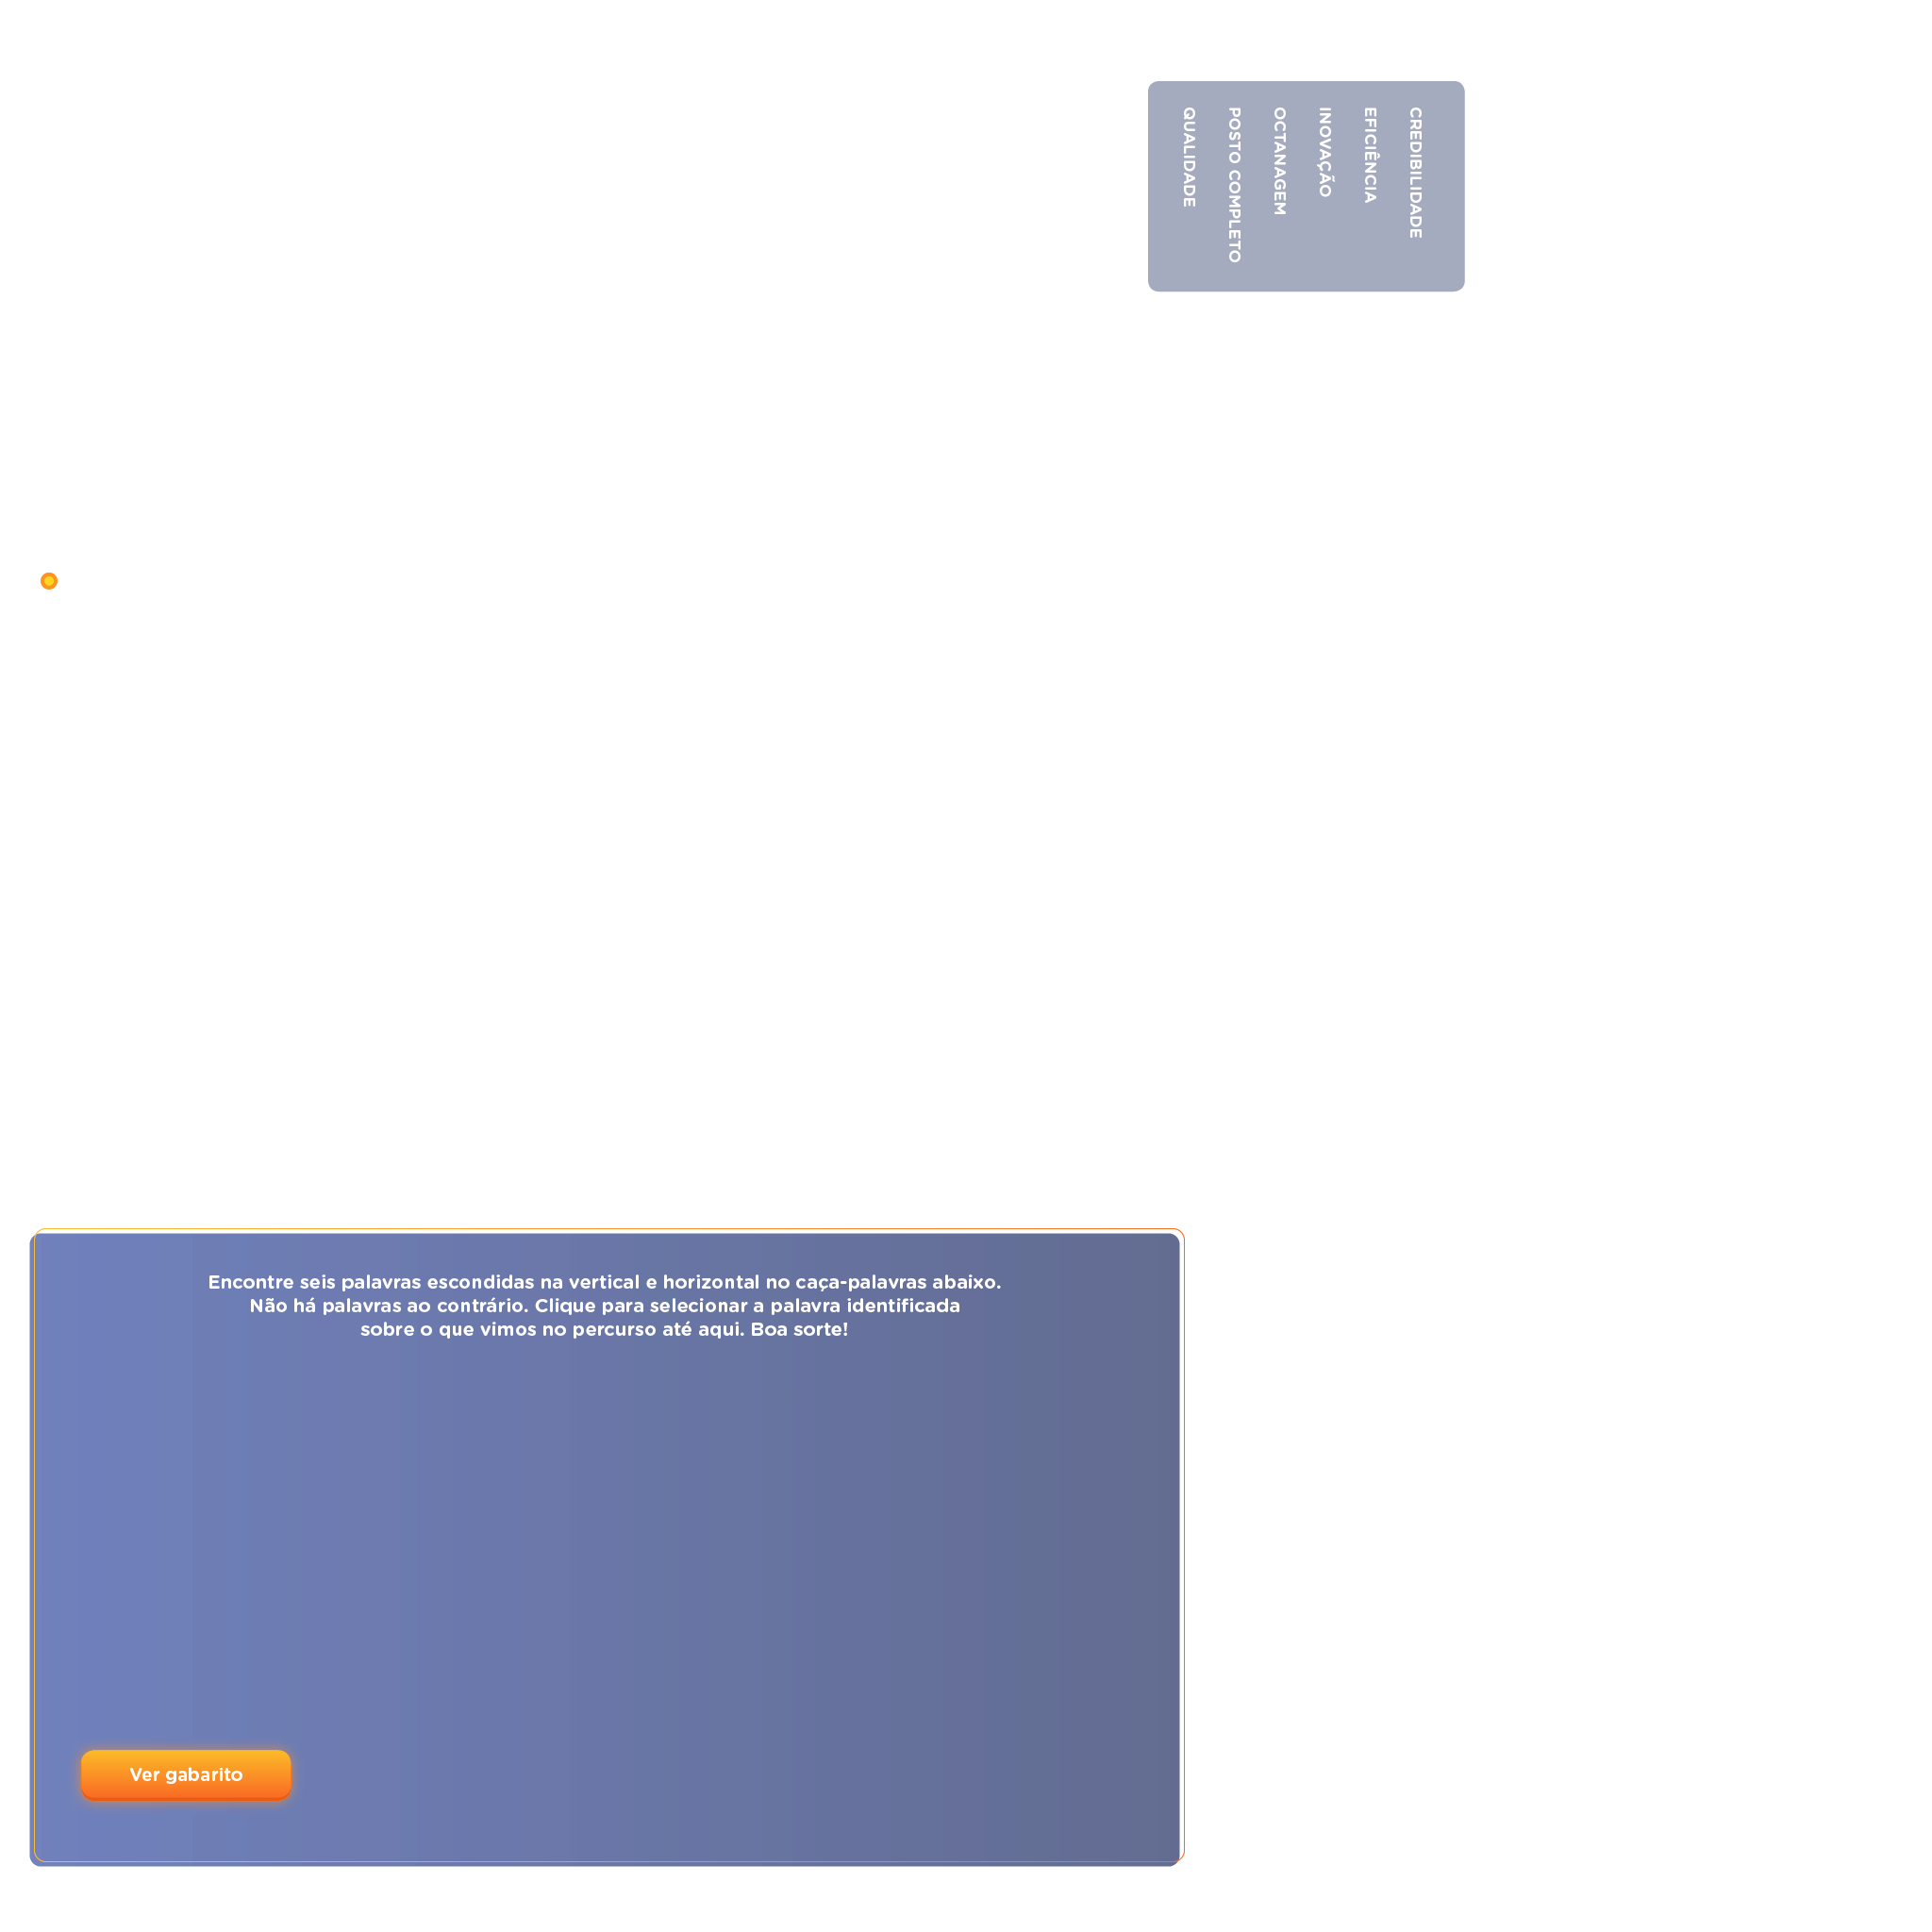 CREDIBILIDADE
EFICIÊNCIA
INOVAÇÃO
OCTANAGEM
POSTO COMPLETO
QUALIDADE
Encontre seis palavras escondidas na vertical e horizontal no caça-palavras abaixo.
Não há palavras ao contrário. Clique para selecionar a palavra identificada
sobre o que vimos no percurso até aqui. Boa sorte!
Ver gabarito